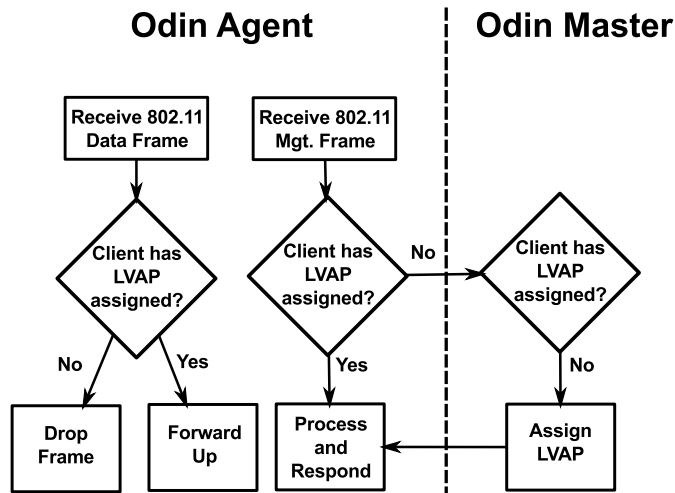 Odin Agent
Odin Master
Receive 802.11
Data Frame
Receive 802.11
Mgt. Frame
Client has
LVAP
assigned?
Client has
LVAP
assigned?
No
Client has
LVAP
assigned?
No
Yes
Yes
No
Drop
Frame
Forward
Up
Process
and
Respond
Assign
LVAP